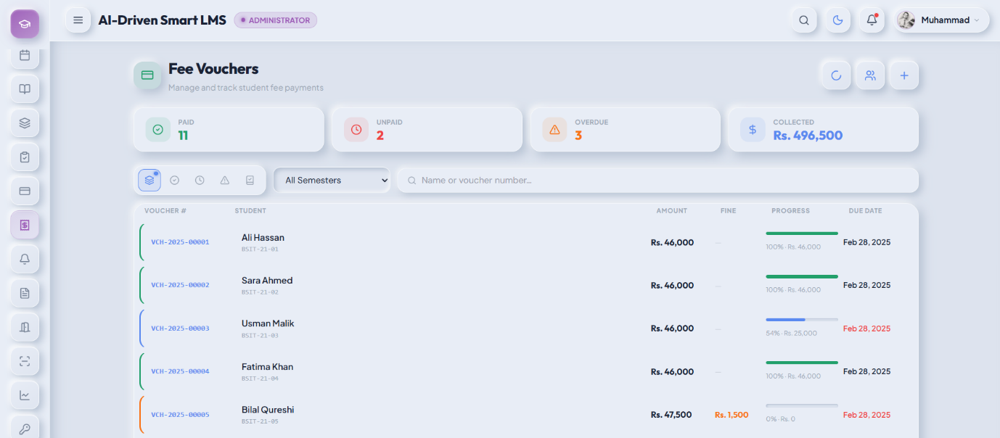 AI-Driven Smart LMS
ADMINISTRATOR
Muhammad
Fee Vouchers
Manage and track student fee payments
PAID
11
UNPAID
2
OVERDUE
3
COLLECTED
Rs. 496,500
All Semesters
Name or voucher number...
VOUCHER # STUDENT AMOUNT FINE PROGRESS DUE DATE
VCH-2025-00001 Ali Hassan Rs. 46,000 — Feb 28, 2025
BSIT-21-01 100% · Rs. 46,000
VCH-2025-00002 Sara Ahmed Rs. 46,000 — Feb 28, 2025
BSIT-21-02 100% · Rs. 46,000
VCH-2025-00003 Usman Malik Rs. 46,000 — Feb 28, 2025
BSIT-21-03 54% · Rs. 25,000
VCH-2025-00004 Fatima Khan Rs. 46,000 — Feb 28, 2025
BSIT-21-04 100% · Rs. 46,000
VCH-2025-00005 Bilal Qureshi Rs. 47,500 Rs. 1,500 Feb 28, 2025
BSIT-21-05 0% · Rs. 0